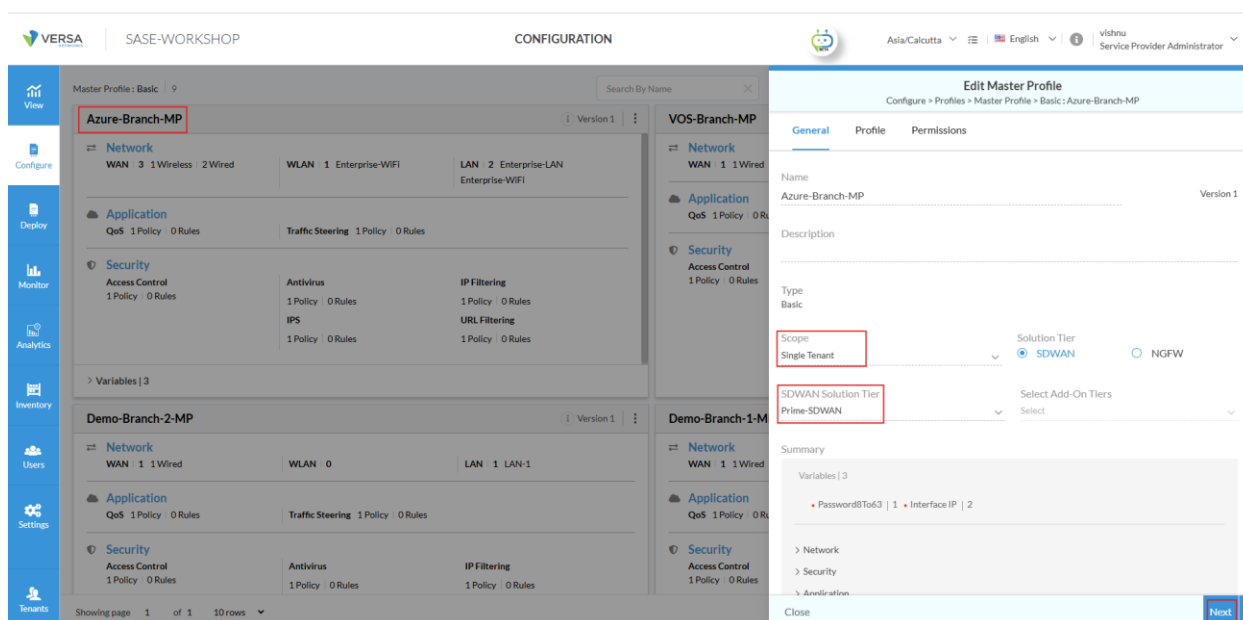 VERSA
NETWORKS
SASE-WORKSHOP
CONFIGURATION
Asia/Calcutta
English
vishnu
Service Provider Administrator
View
Configure
Deploy
Monitor
Analytics
Inventory
Users
Settings
Tenants
Master Profile : Basic 9
Search By Name
Azure-Branch-MP
Version 1
Network
WAN 3 1 Wireless 2 Wired
WLAN 1 Enterprise-WiFi
LAN 2 Enterprise-LAN
Enterprise-WiFi
Application
QoS 1 Policy 0 Rules
Traffic Steering 1 Policy 0 Rules
Security
Access Control
1 Policy 0 Rules
Antivirus
1 Policy 0 Rules
IP Filtering
1 Policy 0 Rules
IPS
1 Policy 0 Rules
URL Filtering
1 Policy 0 Rules
> Variables | 3
VOS-Branch-MP
Network
WAN 1 1 Wired
Application
QoS 1 Policy 0 Ru
Security
Access Control
1 Policy 0 Rules
Demo-Branch-2-MP
Version 1
Network
WAN 1 1 Wired
WLAN 0
LAN 1 LAN-1
Application
QoS 1 Policy 0 Rules
Traffic Steering 1 Policy 0 Rules
Security
Access Control
1 Policy 0 Rules
Antivirus
1 Policy 0 Rules
IP Filtering
1 Policy 0 Rules
Demo-Branch-1-M
Network
WAN 1 1 Wired
Application
QoS 1 Policy 0 Ru
Security
Access Control
1 Policy 0 Rules
Showing page 1 of 1 10 rows
Edit Master Profile
Configure > Profiles > Master Profile > Basic : Azure-Branch-MP
General Profile Permissions
Name
Azure-Branch-MP
Version 1
Description
Type
Basic
Scope
Single Tenant
Solution Tier
SDWAN NGFW
SDWAN Solution Tier
Prime-SDWAN
Select Add-On Tiers
Select
Summary
Variables | 3
• Password8To63 | 1 • Interface IP | 2
> Network
> Security
> Application
Close
Next